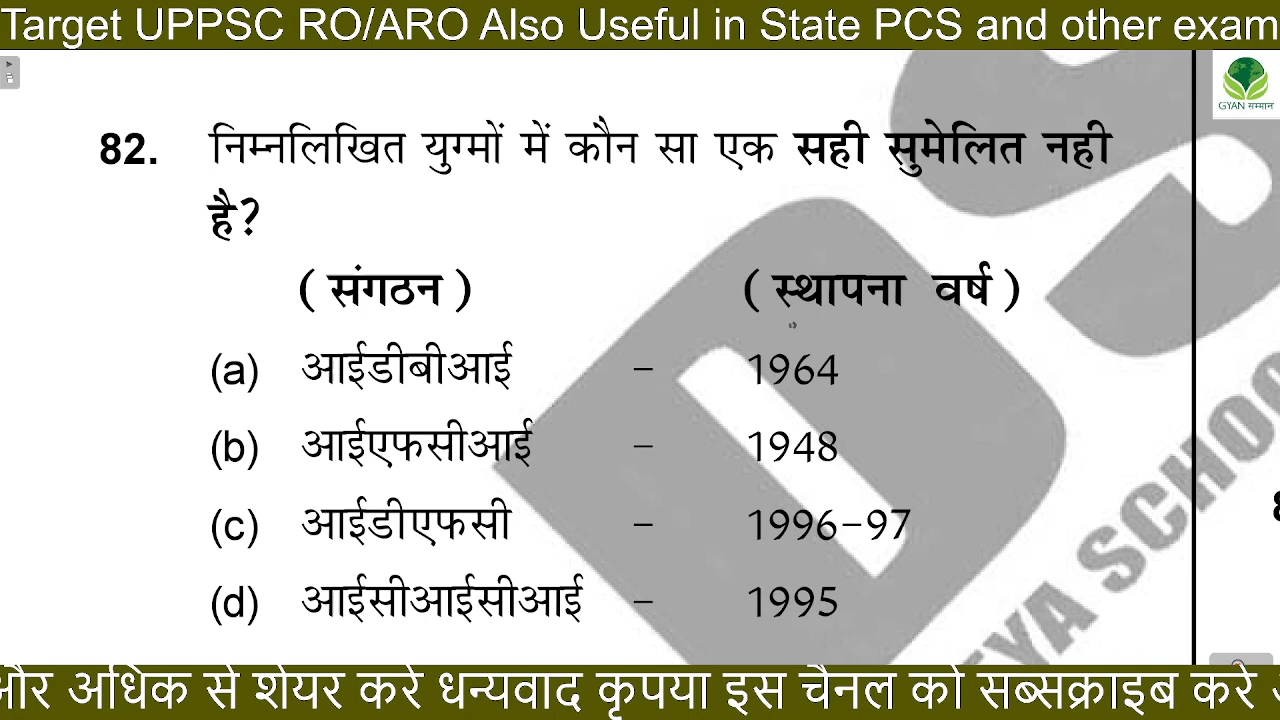 Target UPPSC RO/ARO Also Useful in State PCS and other exam
GYAN सम्मान
82. निम्नलिखित युग्मों में कौन सा एक सही सुमेलित नही
है?
(संगठन) (स्थापना वर्ष)
(a) आईडीबीआई - 1964
(b) आईएफसीआई - 1948
(c) आईडीएफसी - 1996-97
(d) आईसीआईसीआई - 1995
और अधिक से शेयर करे धन्यवाद कृपया इस चैनल को सब्सक्राइब करे